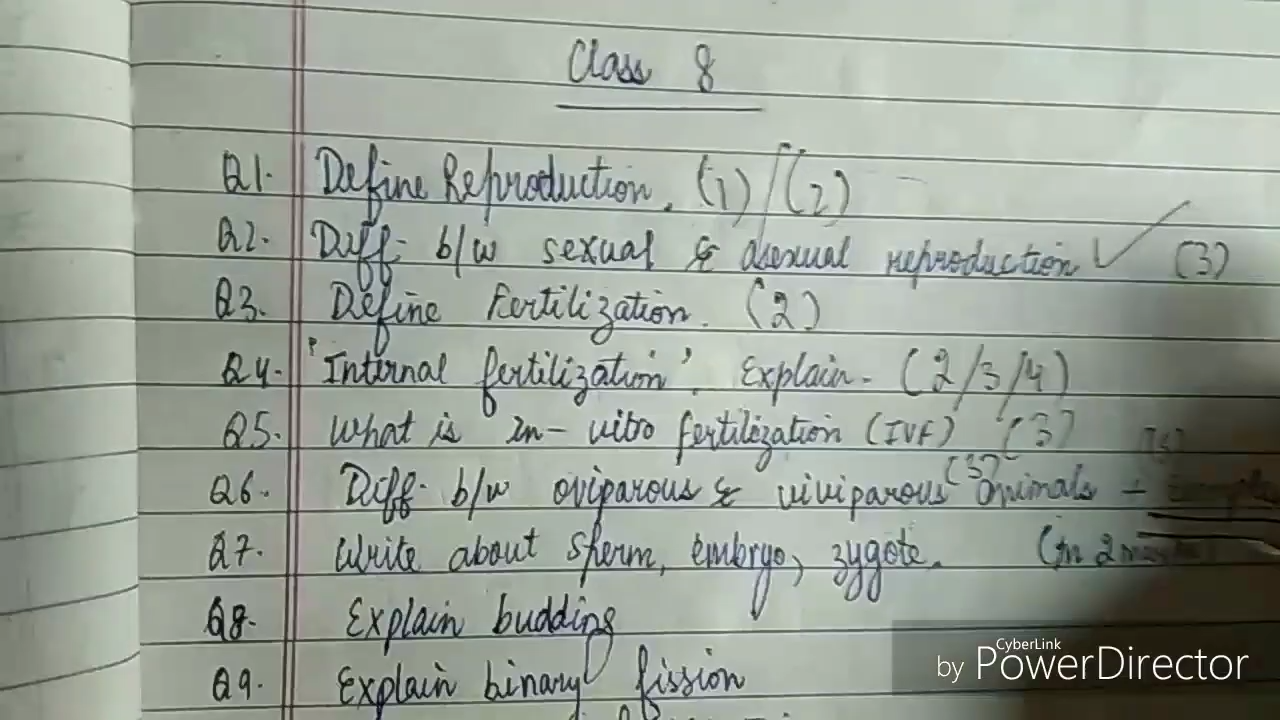 Class 8
Q1. Define Reproduction. (1)/(2)
Q2. Diff. b/w sexual & asexual reproduction ✓ (3)
Q3. Define Fertilization. (2)
Q4. 'Internal fertilization'. Explain. (2/3/4)
Q5. What is In-vitro fertilization (IVF) (3)
Q6. Diff. b/w oviparous & viviparous (3) animals -
Q7. Write about sperm, embryo, zygote. (in 2
Q8. Explain budding
Q9. Explain binary fission
CyberLink
by PowerDirector